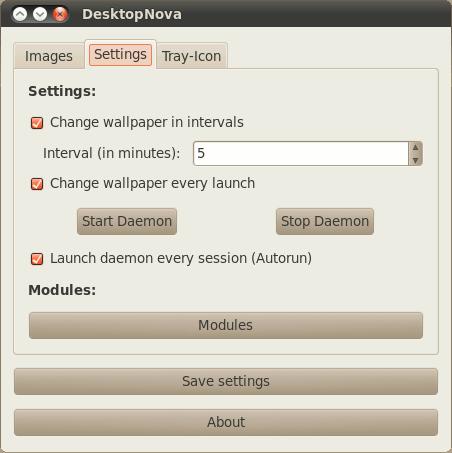 DesktopNova
Images Settings Tray-Icon
Settings:
Change wallpaper in intervals
Interval (in minutes): 5
Change wallpaper every launch
Start Daemon Stop Daemon
Launch daemon every session (Autorun)
Modules:
Modules
Save settings
About